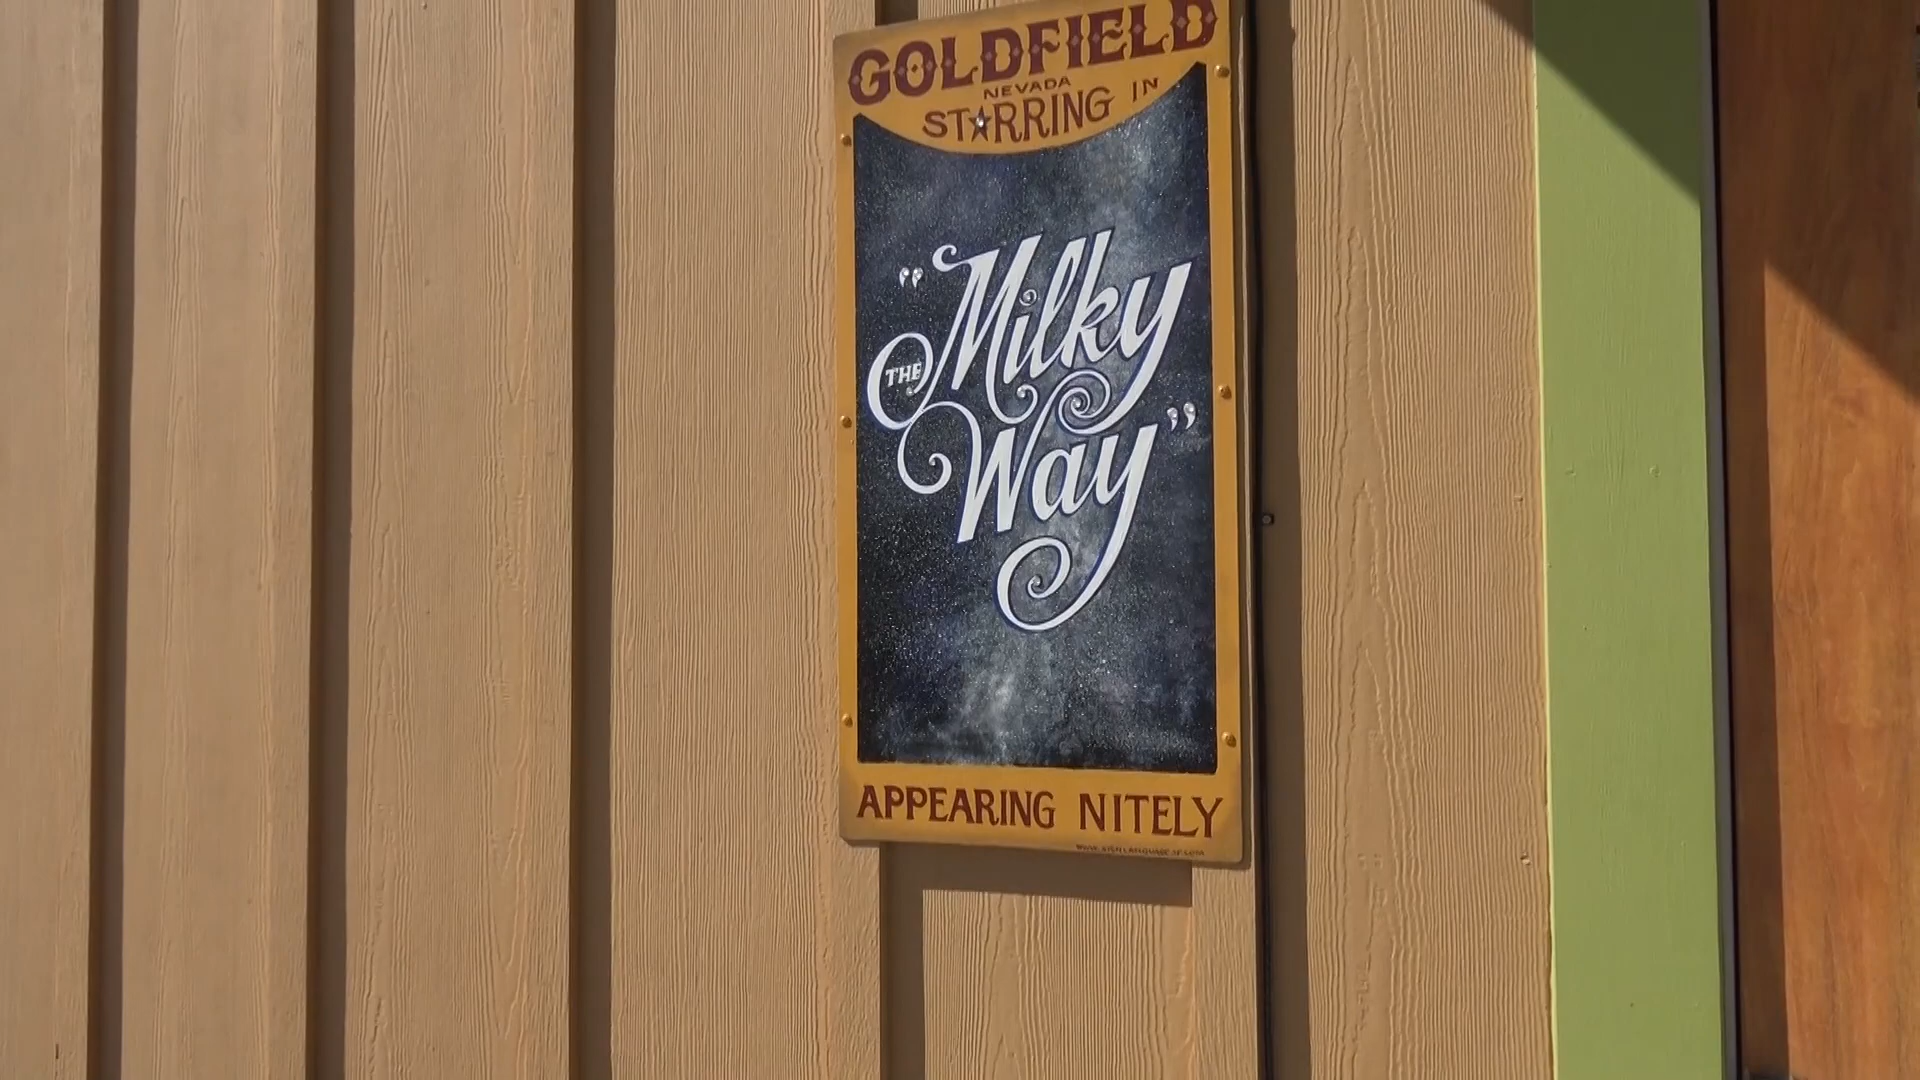 GOLDFIELD
NEVADA
STARRING IN
"THE Milky
Way"
APPEARING NITELY